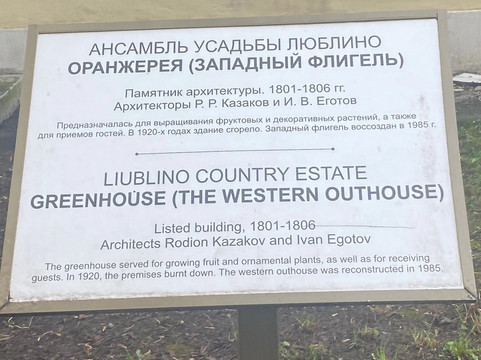 АНСАМБЛЬ УСАДЬБЫ ЛЮБЛИНО
ОРАНЖЕРЕЯ (ЗАПАДНЫЙ ФЛИГЕЛЬ)
Памятник архитектуры. 1801-1806 гг.
Архитекторы Р. Р. Казаков и И. В. Еготов
Предназначалась для выращивания фруктовых и декоративных растений, а также
для приемов гостей. В 1920-х годах здание сгорело. Западный флигель воссоздан в 1985 г.
LIUBLINO COUNTRY ESTATE
GREENHOUSE (THE WESTERN OUTHOUSE)
Listed building, 1801-1806
Architects Rodion Kazakov and Ivan Egotov
The greenhouse served for growing fruit and ornamental plants, as well as for receiving
guests. In 1920, the premises burnt down. The western outhouse was reconstructed in 1985.